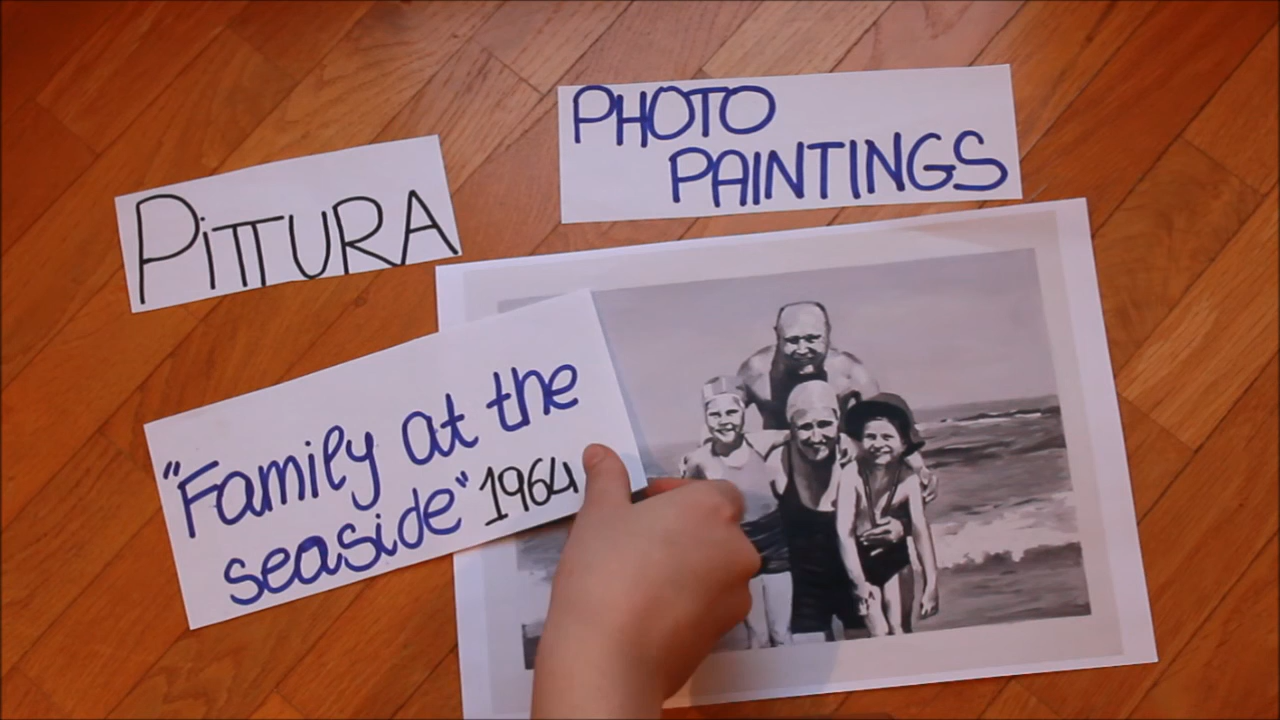 PHOTO
PAINTINGS
PiTTURA
"Family at the
seaside" 1964